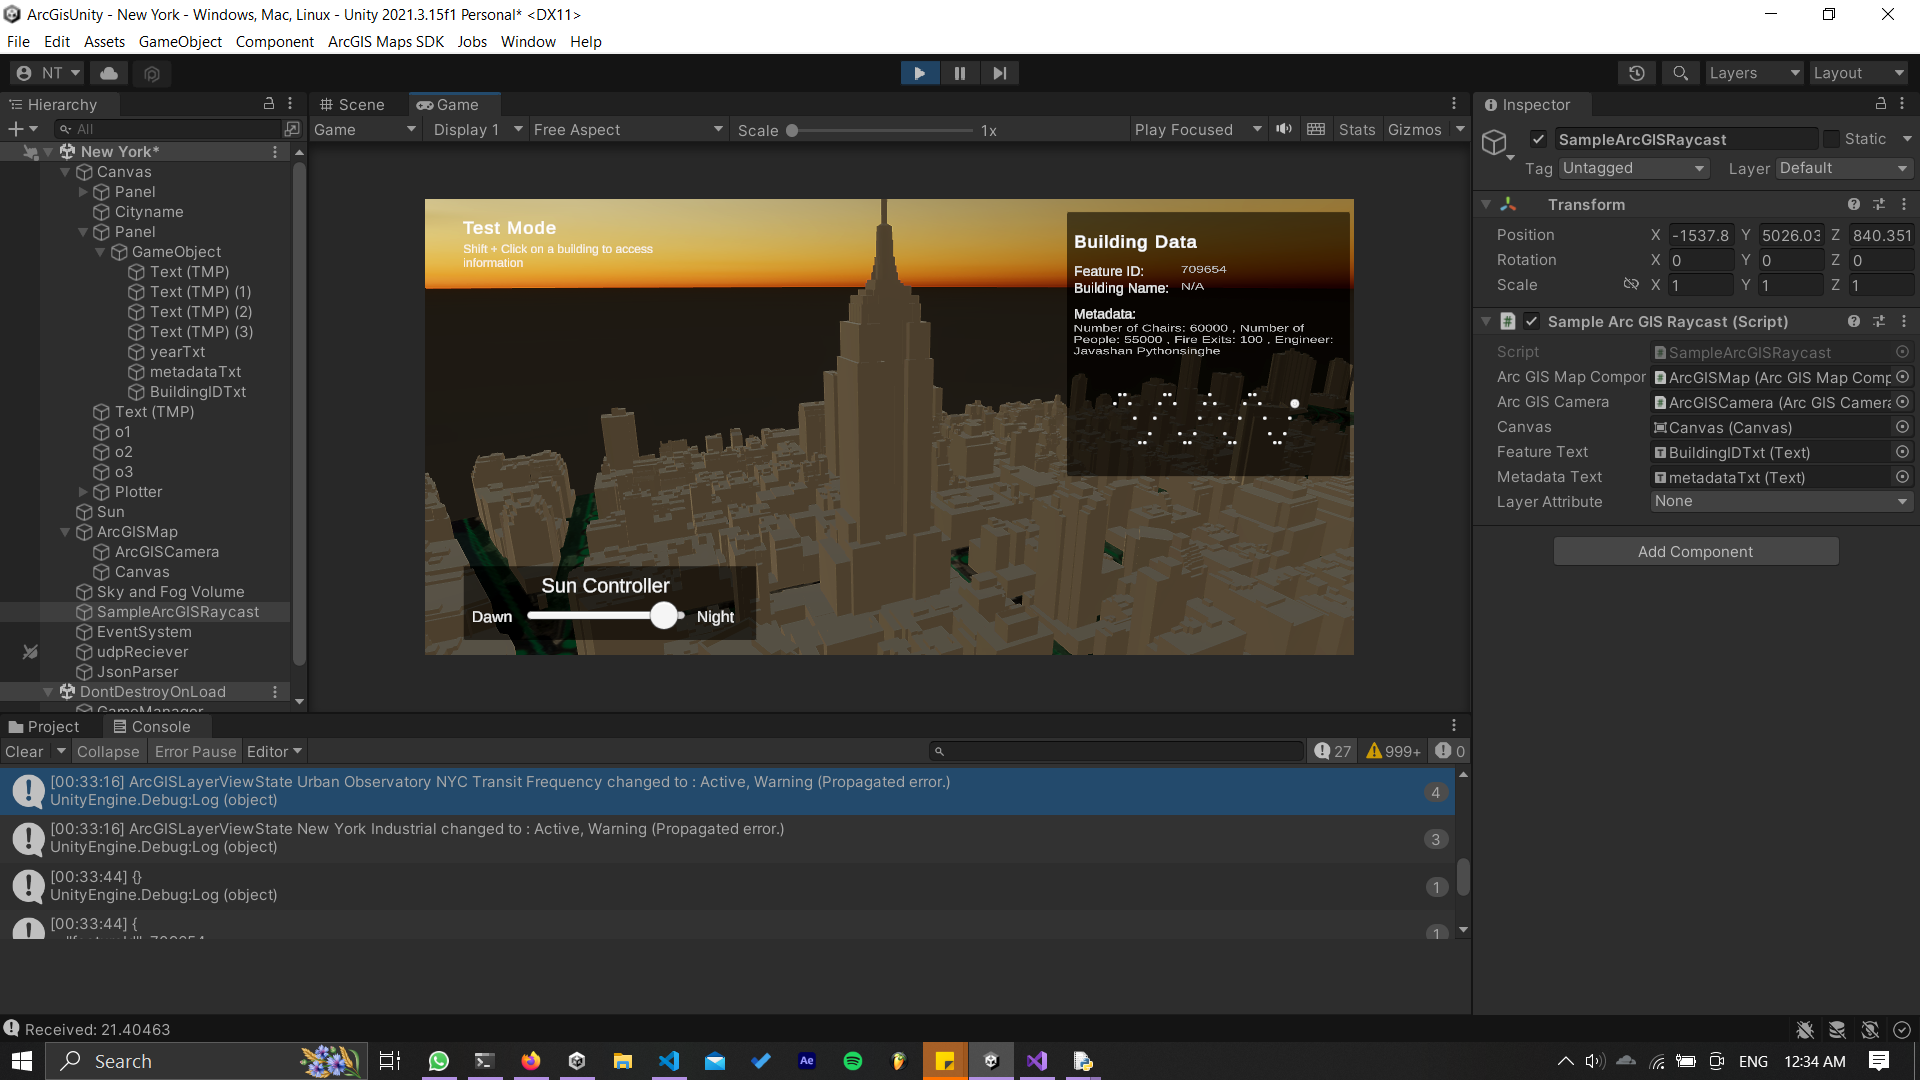 ArcGisUnity - New York - Windows, Mac, Linux - Unity 2021.3.15f1 Personal* <DX11>
File Edit Assets GameObject Component ArcGIS Maps SDK Jobs Window Help
NT
Layers Layout
Hierarchy
All
New York*
Canvas
Panel
Cityname
Panel
GameObject
Text (TMP)
Text (TMP) (1)
Text (TMP) (2)
Text (TMP) (3)
yearTxt
metadataTxt
BuildingIDTxt
Text (TMP)
o1
o2
o3
Plotter
Sun
ArcGISMap
ArcGISCamera
Canvas
Sky and Fog Volume
SampleArcGISRaycast
EventSystem
udpReciever
JsonParser
DontDestroyOnLoad
GameManager
Scene Game
Game Display 1 Free Aspect Scale 1x Play Focused Stats Gizmos
Test Mode
Shift + Click on a building to access
information
Building Data
Feature ID: 709654
Building Name: N/A
Metadata:
Number of Chairs: 60000 , Number of
People: 55000 , Fire Exits: 100 , Engineer:
Javashan Pythonsinghe
Sun Controller
Dawn Night
Inspector
SampleArcGISRaycast Static
Tag Untagged Layer Default
Transform
Position X -1537.8 Y 5026.03 Z 840.351
Rotation X 0 Y 0 Z 0
Scale X 1 Y 1 Z 1
# Sample Arc GIS Raycast (Script)
Script SampleArcGISRaycast
Arc GIS Map Compor ArcGISMap (Arc GIS Map Comp
Arc GIS Camera ArcGISCamera (Arc GIS Camera
Canvas Canvas (Canvas)
Feature Text BuildingIDTxt (Text)
Metadata Text metadataTxt (Text)
Layer Attribute None
Add Component
Project Console
Clear Collapse Error Pause Editor 27 999+ 0
[00:33:16] ArcGISLayerViewState Urban Observatory NYC Transit Frequency changed to : Active, Warning (Propagated error.)
UnityEngine.Debug:Log (object) 4
[00:33:16] ArcGISLayerViewState New York Industrial changed to : Active, Warning (Propagated error.)
UnityEngine.Debug:Log (object) 3
[00:33:44] {}
UnityEngine.Debug:Log (object) 1
[00:33:44] { 1
Received: 21.40463
Search Ae ENG 12:34 AM